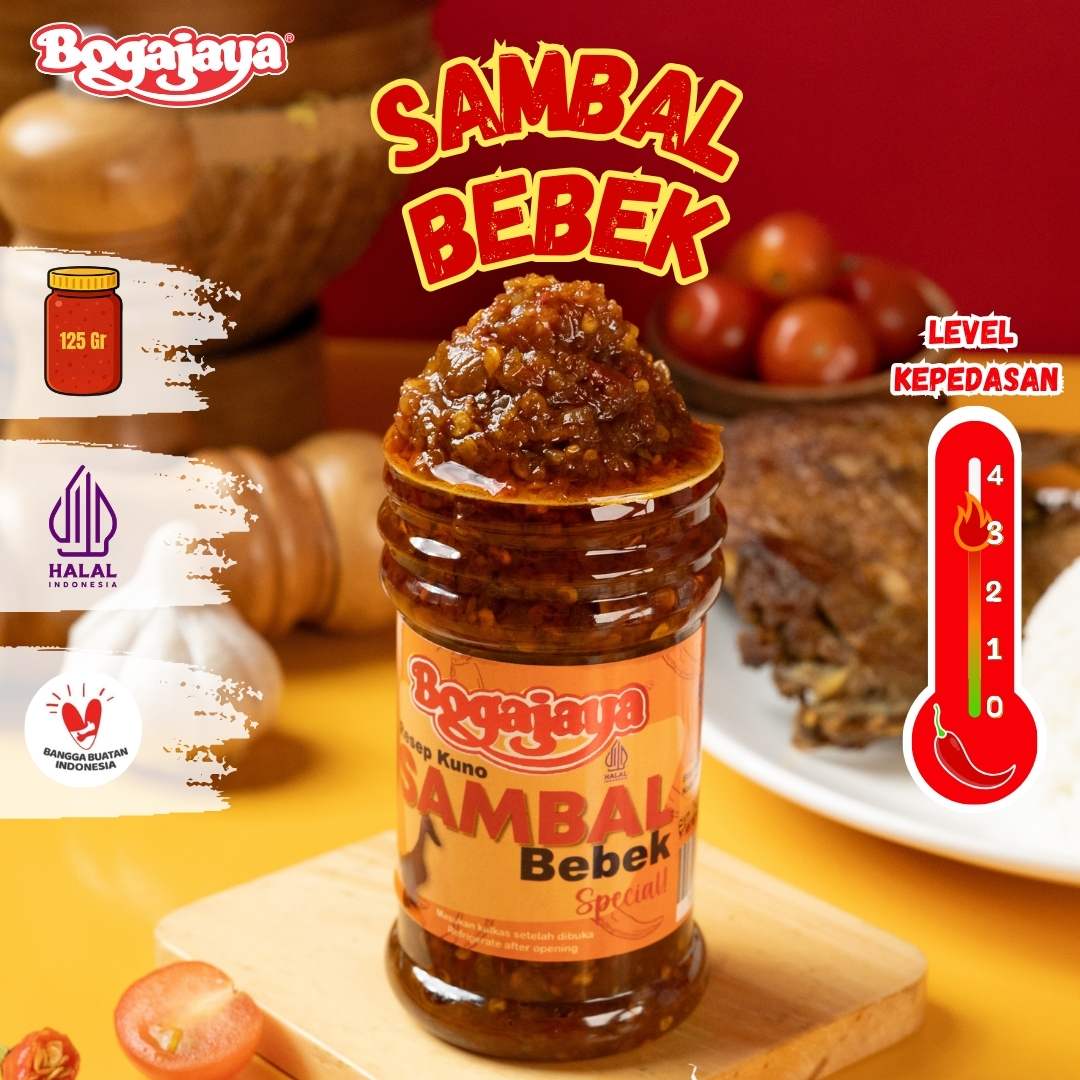 Bogajaya®
SAMBAL
BEBEK
125 Gr
HALAL
INDONESIA
BANGGA BUATAN
INDONESIA
LEVEL
KEPEDASAN
4
3
2
1
0
Bogajaya
Resep Kuno
HALAL
INDONESIA
SAMBAL
Bebek
Special!
kulkas setelah dibuka
Refrigerate after opening